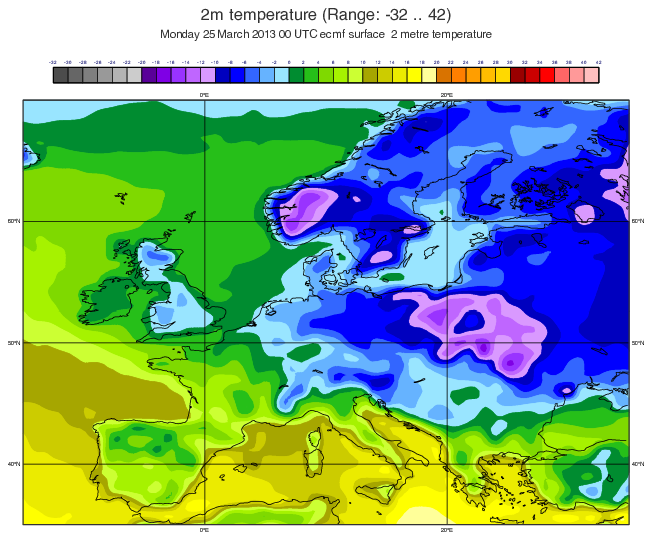 2m temperature (Range: -32 .. 42)
Monday 25 March 2013 00 UTC ecmf surface 2 metre temperature
-32 -30 -28 -26 -24 -22 -20 -18 -16 -14 -12 -10 -8 -6 -4 -2 0 2 4 6 8 10 12 14 16 18 20 22 24 26 28 30 32 34 36 38 40 42
0°E 20°E
60°N 60°N
50°N 50°N
40°N 40°N
0°E 20°E